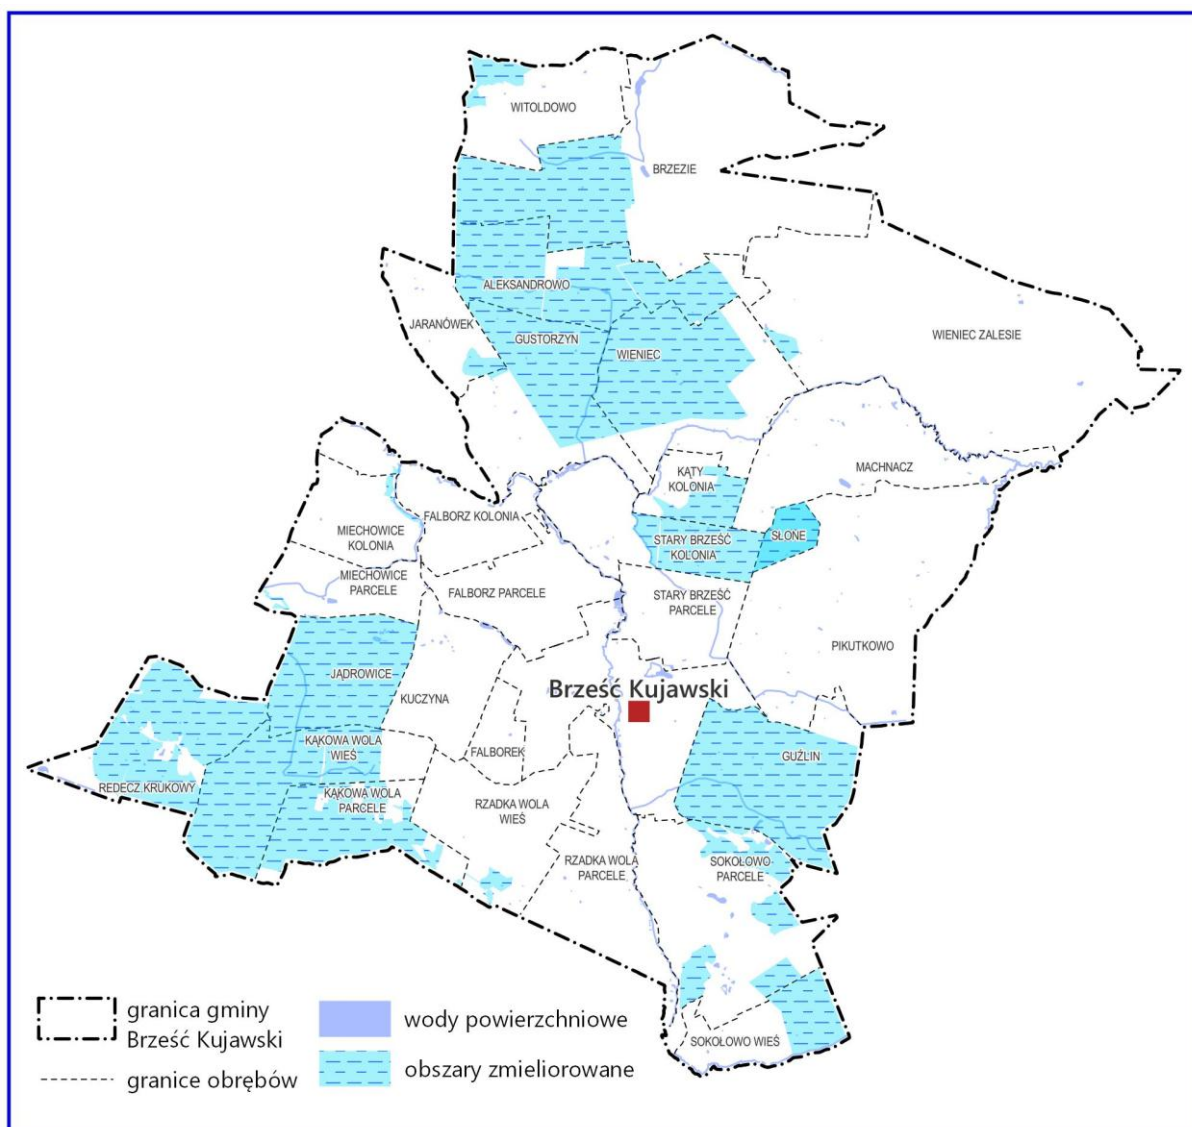 WITOLDOWO
BRZEZIE
ALEKSANDROWO
JARANÓWEK
GUSTORZYN
WIENIEC
WIENIEC ZALESIE
KĄTY
KOLONIA
MACHNACZ
FALBORZ KOLONIA
MIECHOWICE
KOLONIA
STARY BRZEŚĆ
KOLONIA
SŁONE
MIECHOWICE
PARCELE
FALBORZ PARCELE
STARY BRZEŚĆ
PARCELE
PIKUTKOWO
JĄDROWICE
KUCZYNA
Brześć Kujawski
KĄKOWA WOLA
WIEŚ
FALBOREK
GUŹLIN
REDECZ KRUKOWY
KĄKOWA WOLA
PARCELE
RZADKA WOLA
WIEŚ
RZADKA WOLA
PARCELE
SOKOŁOWO
PARCELE
SOKOŁOWO WIEŚ
granica gminy
Brześć Kujawski
granice obrębów
wody powierzchniowe
obszary zmieliorowane